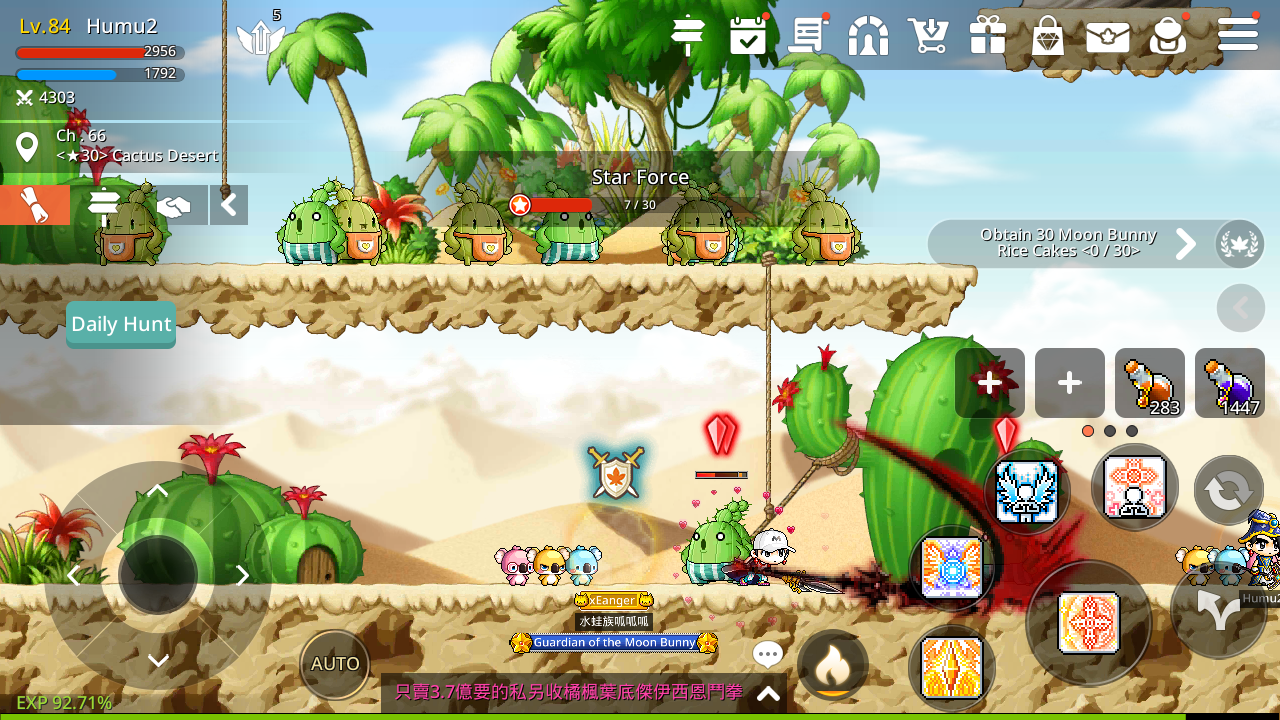 Lv.84 Humu2
5
2956
1792
4303
Ch . 66
<★30> Cactus Desert
Star Force
7 / 30
Obtain 30 Moon Bunny
Rice Cakes <0 / 30>
Daily Hunt
283
1447
xEanger
水蛙族呱呱呱
Guardian of the Moon Bunny
Humu2
AUTO
只賣3.7億要的私另收橘楓葉底傑伊西恩鬥拳
EXP 92.71%